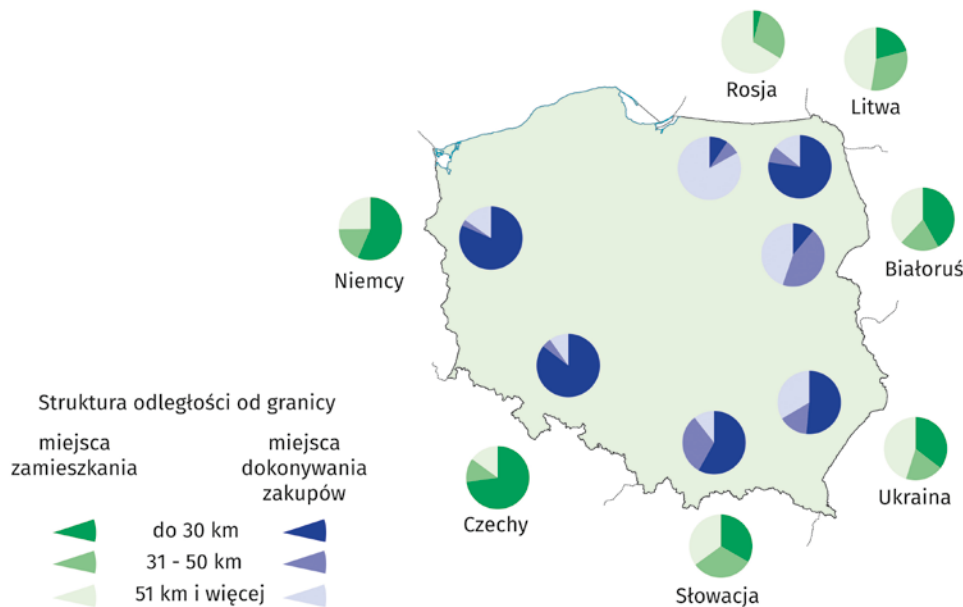 Rosja
Litwa
Białoruś
Niemcy
Struktura odległości od granicy
miejsca
zamieszkania
miejsca
dokonywania
zakupów
do 30 km
31 - 50 km
51 km i więcej
Czechy
Ukraina
Słowacja